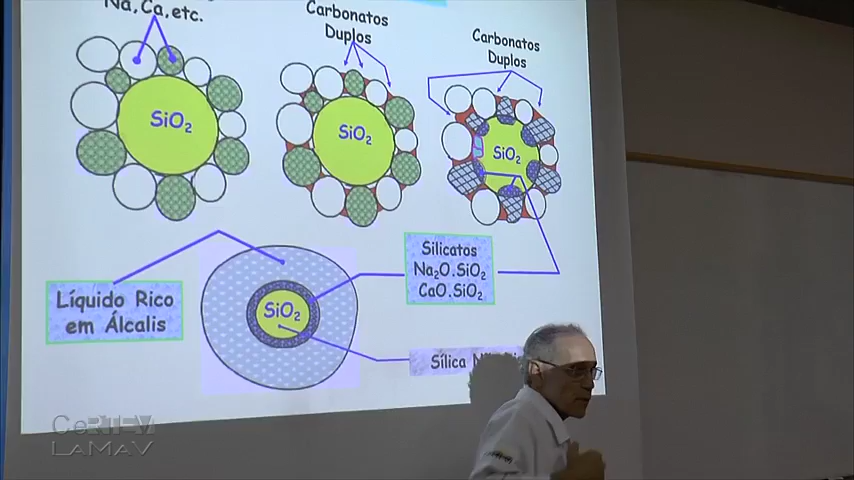 Na,Ca,etc.
Carbonatos
Duplos
Carbonatos
Duplos
SiO2
SiO2
SiO2
Silicatos
Na2O.SiO2
CaO.SiO2
Líquido Rico
em Álcalis
SiO2
Sílica
CeRTEV
LaMaV